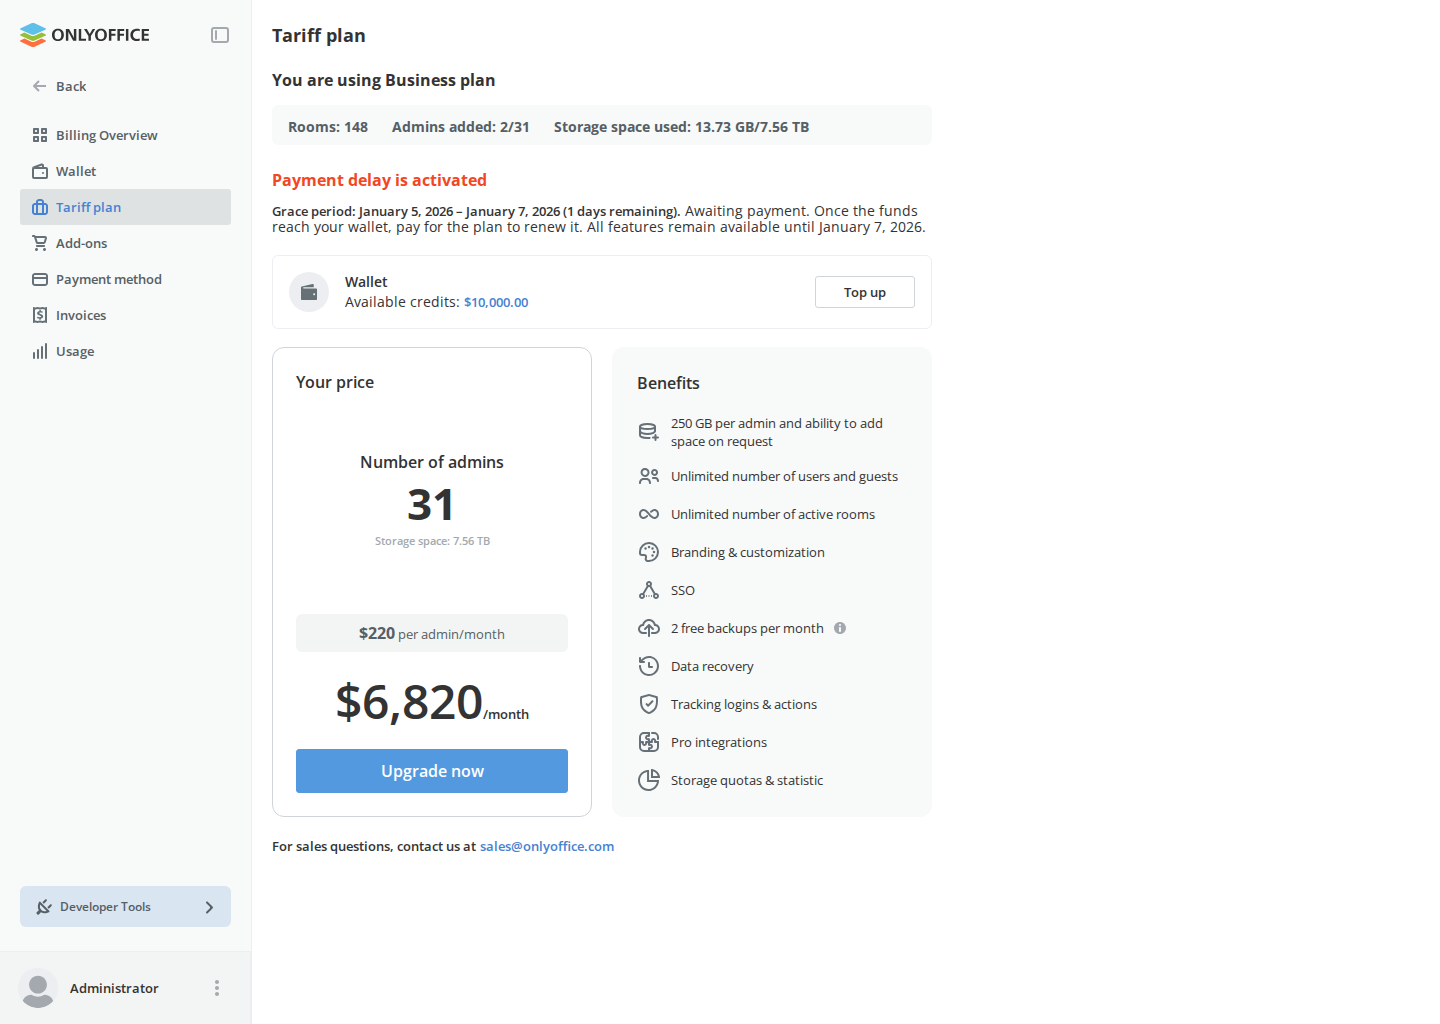 ONLYOFFICE
Back
Billing Overview
Wallet
Tariff plan
Add-ons
Payment method
Invoices
Usage
Developer Tools
Administrator
Tariff plan
You are using Business plan
Rooms: 148 Admins added: 2/31 Storage space used: 13.73 GB/7.56 TB
Payment delay is activated
Grace period: January 5, 2026 – January 7, 2026 (1 days remaining). Awaiting payment. Once the funds
reach your wallet, pay for the plan to renew it. All features remain available until January 7, 2026.
Wallet
Available credits: $10,000.00
Top up
Your price
Number of admins
31
Storage space: 7.56 TB
$220 per admin/month
$6,820/month
Upgrade now
Benefits
250 GB per admin and ability to add
space on request
Unlimited number of users and guests
Unlimited number of active rooms
Branding & customization
SSO
2 free backups per month
Data recovery
Tracking logins & actions
Pro integrations
Storage quotas & statistic
For sales questions, contact us at sales@onlyoffice.com